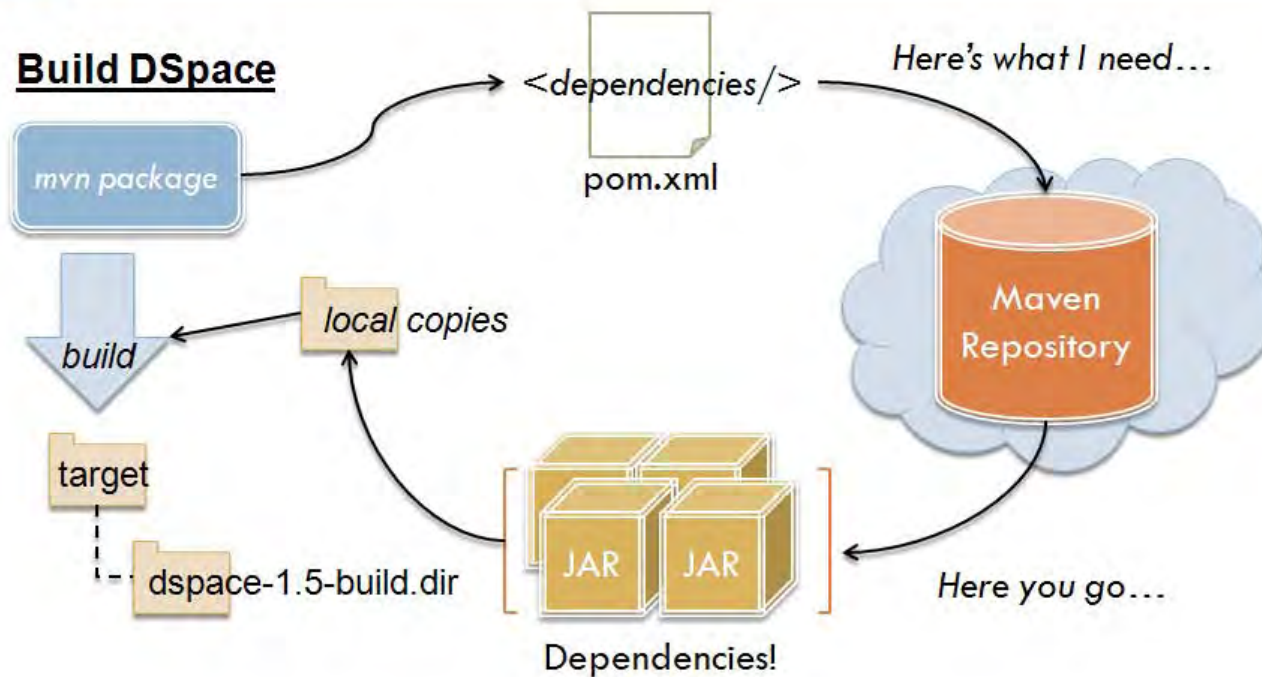 Build DSpace
mvn package
<dependencies/>
pom.xml
Here's what I need...
Maven
Repository
Here you go...
JAR
JAR
Dependencies!
local copies
build
target
dspace-1.5-build.dir